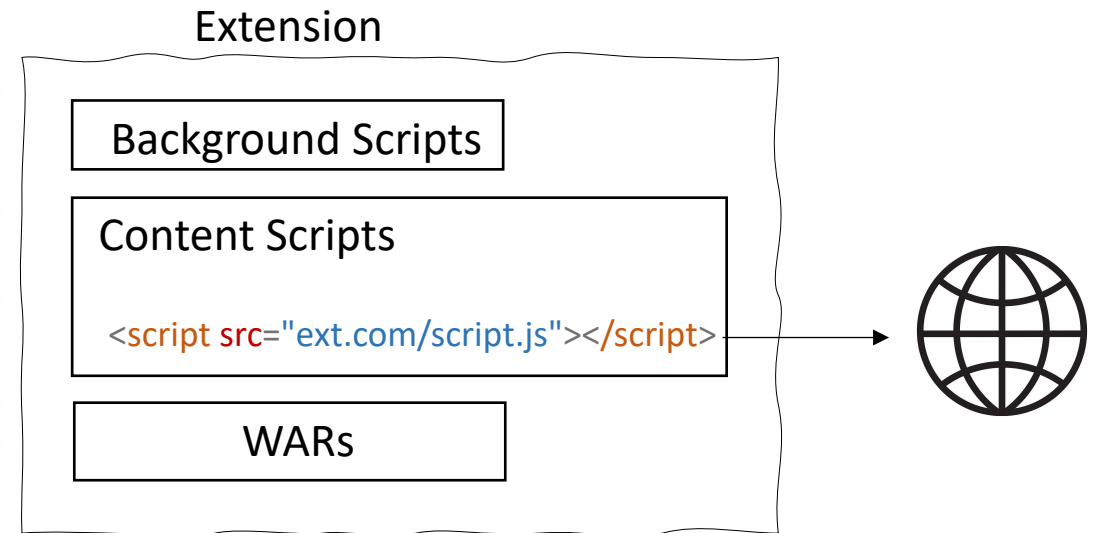 Extension
Background Scripts
Content Scripts
<script src="ext.com/script.js"></script>
WARs